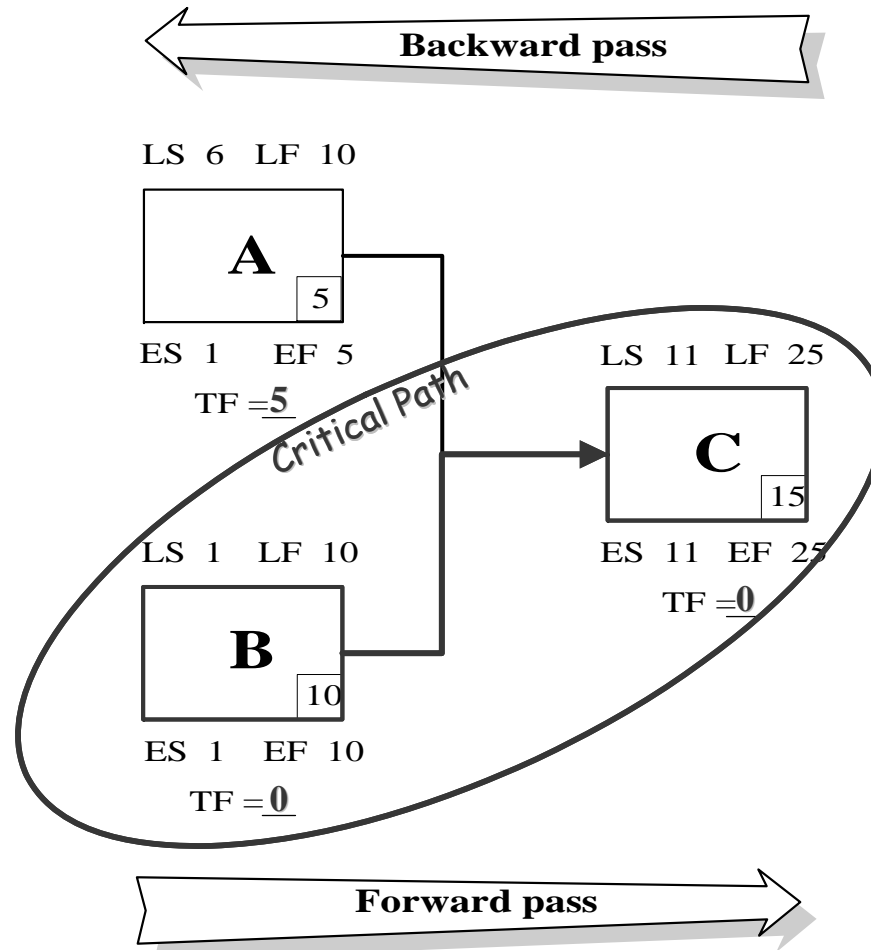 Backward pass
LS 6 LF 10
A
5
ES 1 EF 5
TF =5
Critical Path
LS 11 LF 25
C
15
ES 11 EF 25
TF =0
LS 1 LF 10
B
10
ES 1 EF 10
TF =0
Forward pass